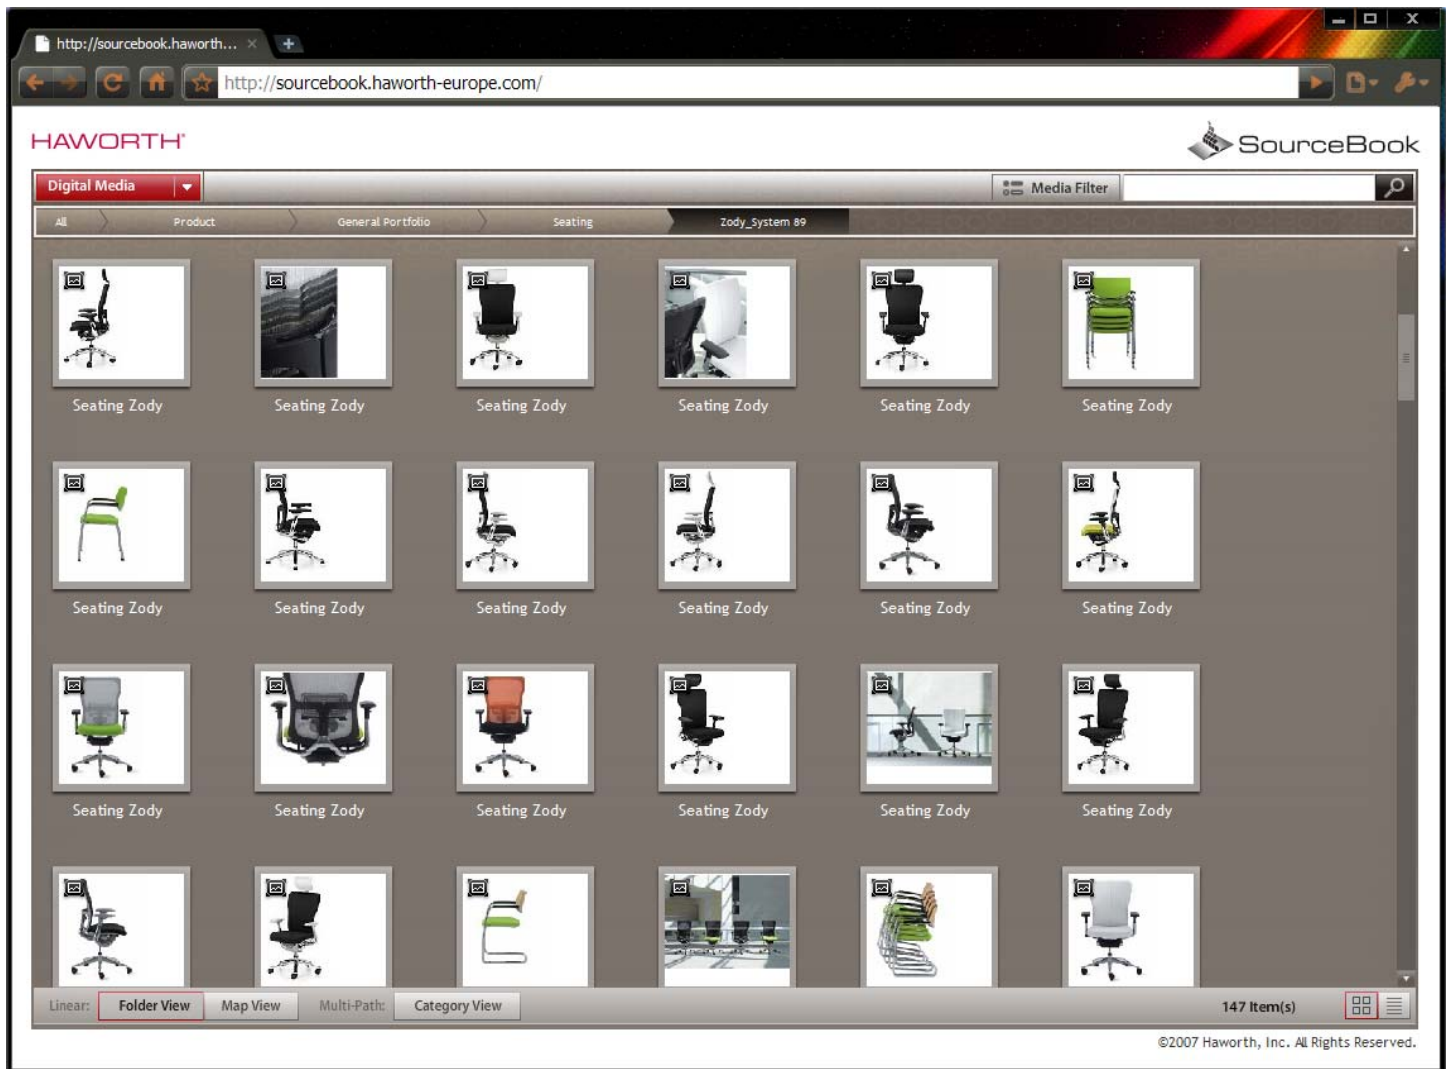 http://sourcebook.haworth...
http://sourcebook.haworth-europe.com/
HAWORTH®
SourceBook
Digital Media
Media Filter
All Product General Portfolio Seating Zody_System 89
Seating Zody Seating Zody Seating Zody Seating Zody Seating Zody Seating Zody
Seating Zody Seating Zody Seating Zody Seating Zody Seating Zody Seating Zody
Seating Zody Seating Zody Seating Zody Seating Zody Seating Zody Seating Zody
Linear: Folder View Map View Multi-Path: Category View 147 Item(s)
©2007 Haworth, Inc. All Rights Reserved.